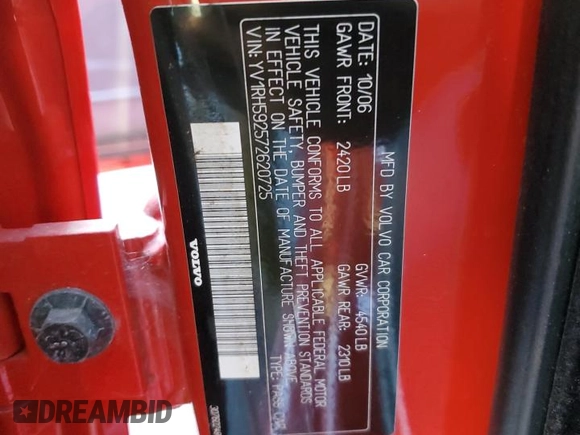 MFD BY VOLVO CAR CORPORATION
DATE: 10/06 GVWR: 4540LB
GAWR FRONT: 2420LB GAWR REAR: 2310LB
THIS VEHICLE CONFORMS TO ALL APPLICABLE FEDERAL MOTOR
VEHICLE SAFETY, BUMPER AND THEFT PREVENTION STANDARDS
IN EFFECT ON THE DATE OF MANUFACTURE SHOWN ABOVE
VIN: YV1RH592572620725 TYPE: PASS CAR
VOLVO
DREAMBID